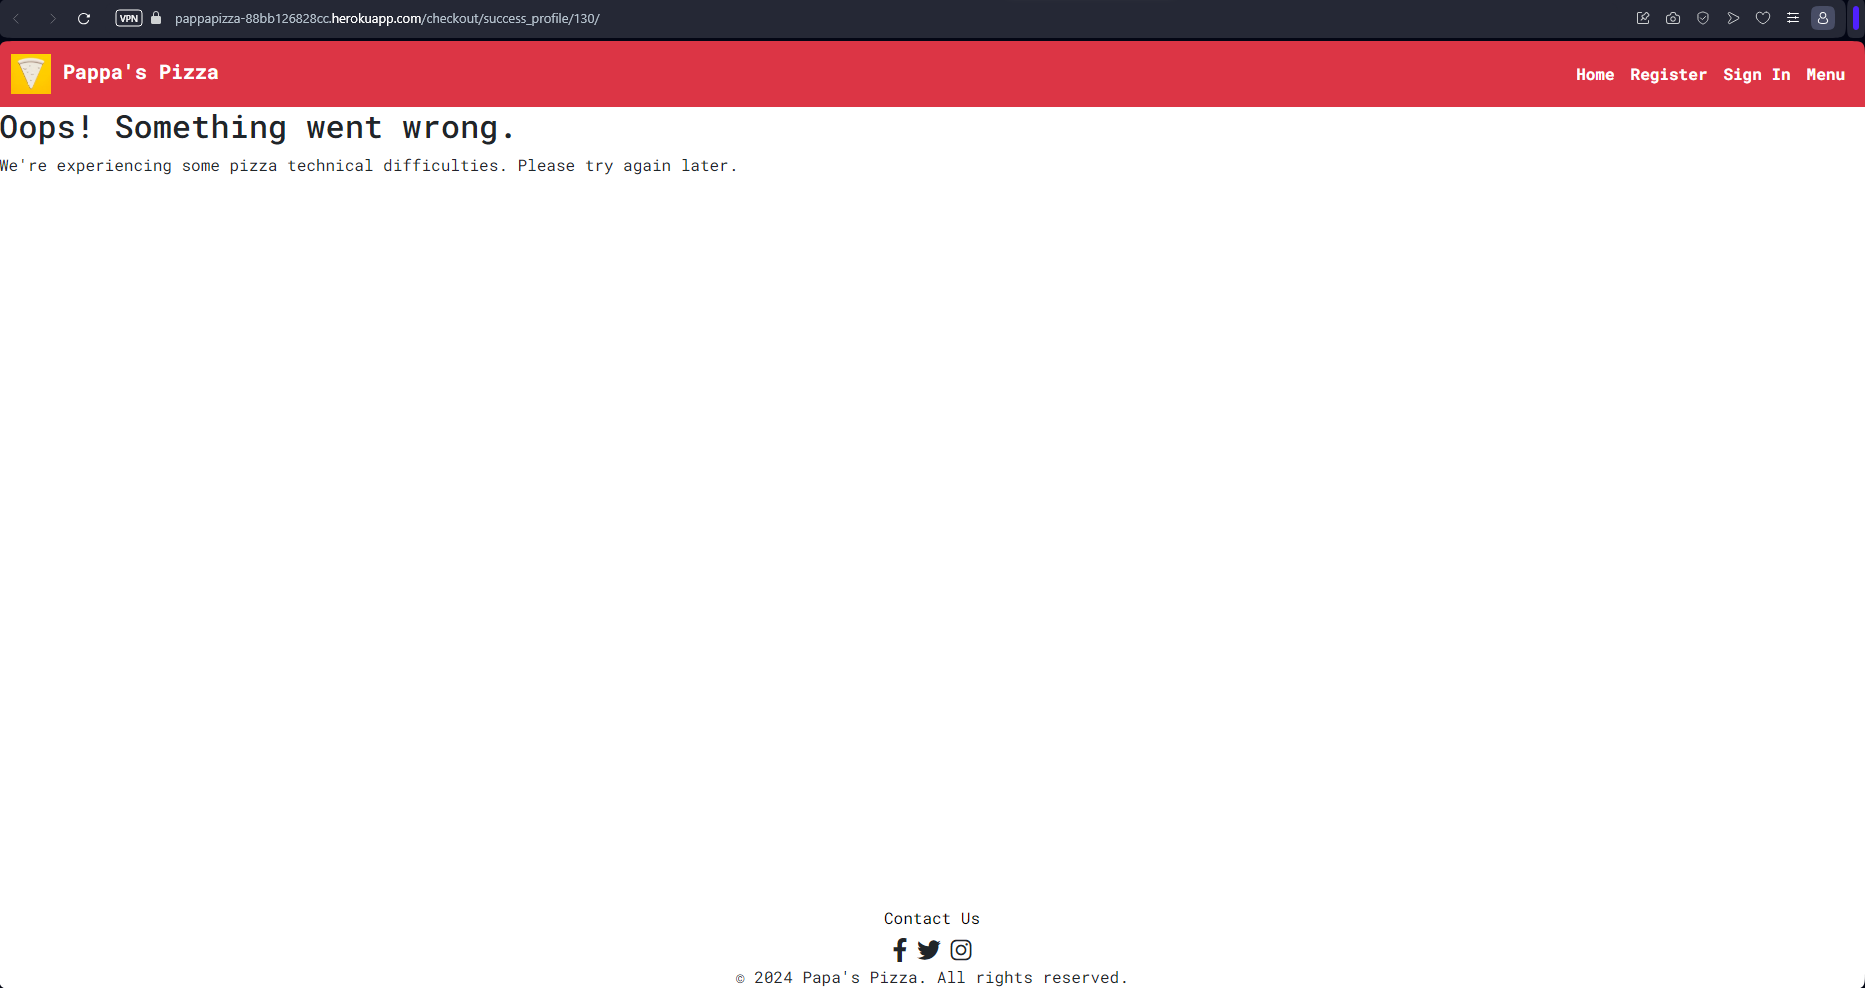 VPN pappapizza-88bb126828cc.herokuapp.com/checkout/success_profile/130/
Pappa's Pizza Home Register Sign In Menu
Oops! Something went wrong.
We're experiencing some pizza technical difficulties. Please try again later.
Contact Us
© 2024 Papa's Pizza. All rights reserved.